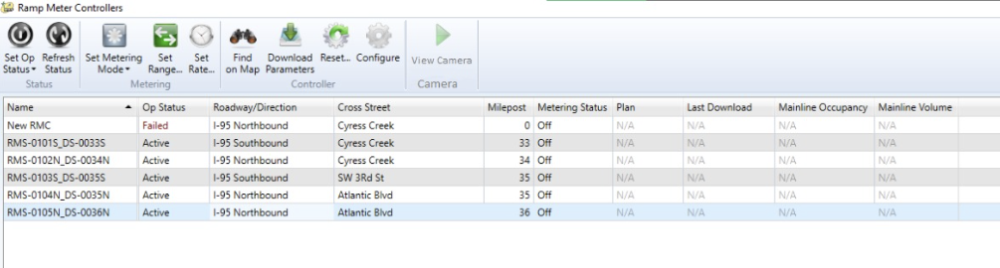 Ramp Meter Controllers
Set Op Status Refresh Status Set Metering Mode Set Range... Set Rate... Find on Map Download Parameters Reset... Configure View Camera
Status Metering Controller Camera
Name Op Status Roadway/Direction Cross Street Milepost Metering Status Plan Last Download Mainline Occupancy Mainline Volume
New RMC Failed I-95 Northbound Cyress Creek 0 Off N/A N/A N/A N/A
RMS-0101S_DS-0033S Active I-95 Southbound Cyress Creek 33 Off N/A N/A N/A N/A
RMS-0102N_DS-0034N Active I-95 Northbound Cyress Creek 34 Off N/A N/A N/A N/A
RMS-0103S_DS-0035S Active I-95 Southbound SW 3Rd St 35 Off N/A N/A N/A N/A
RMS-0104N_DS-0035N Active I-95 Northbound Atlantic Blvd 35 Off N/A N/A N/A N/A
RMS-0105N_DS-0036N Active I-95 Northbound Atlantic Blvd 36 Off N/A N/A N/A N/A